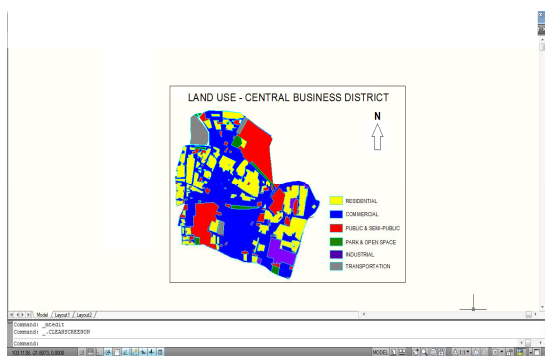 LAND USE - CENTRAL BUSINESS DISTRICT
N
RESIDENTIAL
COMMERCIAL
PUBLIC & SEMI-PUBLIC
PARK & OPEN SPACE
INDUSTRIAL
TRANSPORTATION
Model / Layout1 / Layout2 /
Command: _mtedit
Command: _.CLEANSCREENON
Command:
MODEL